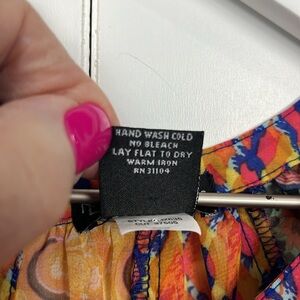 HAND WASH COLD
NO BLEACH
LAY FLAT TO DRY
WARM IRON
RN 31104